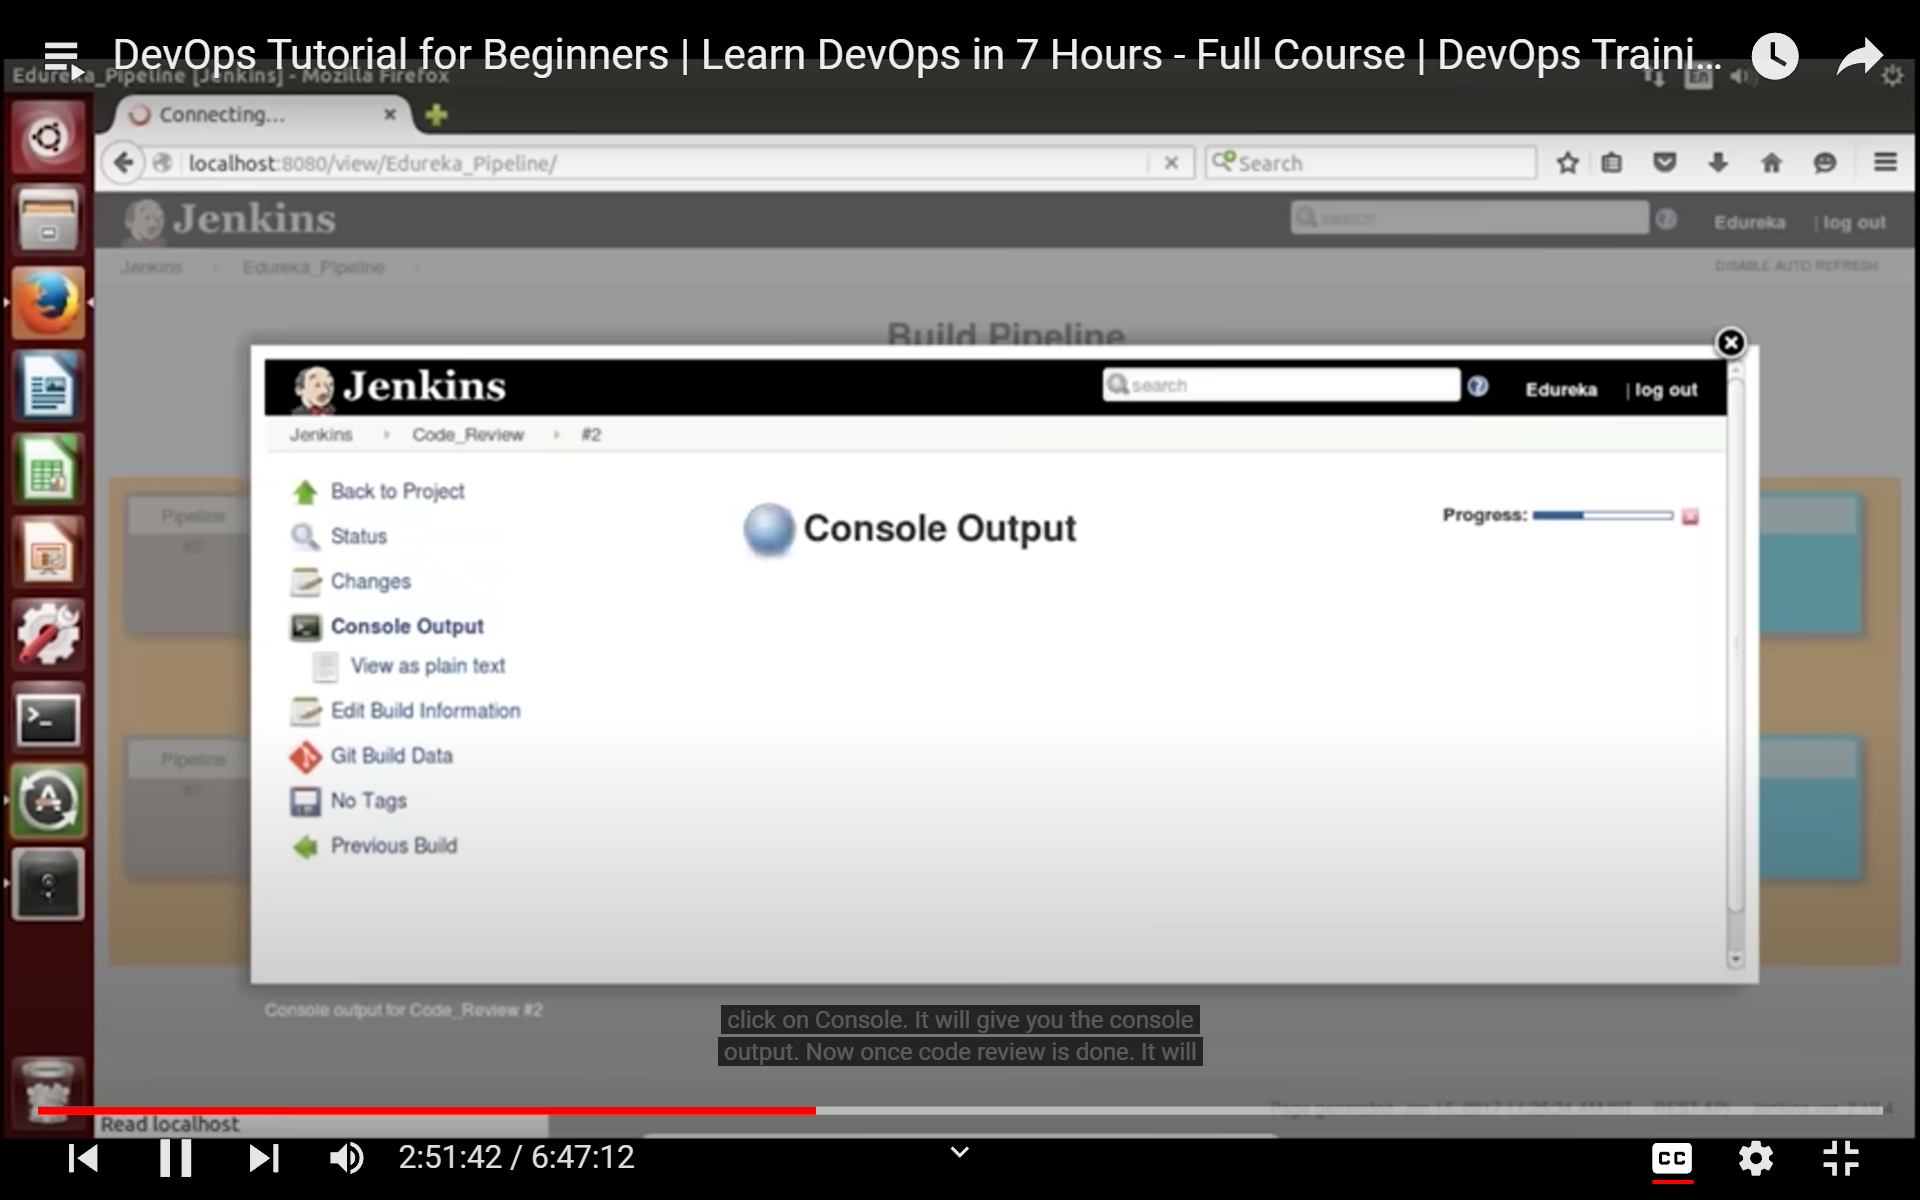 DevOps Tutorial for Beginners | Learn DevOps in 7 Hours - Full Course | DevOps Traini...
Edureka_Pipeline [Jenkins] - Mozilla Firefox
En
Connecting...
localhost:8080/view/Edureka_Pipeline/
Search
Jenkins
search
Edureka
| log out
Jenkins
Edureka_Pipeline
DISABLE AUTO REFRESH
Build Pipeline
Jenkins
search
Edureka
| log out
Jenkins
Code_Review
#2
Back to Project
Status
Changes
Console Output
View as plain text
Edit Build Information
Git Build Data
No Tags
Previous Build
Console Output
Progress:
Pipeline
Pipeline
Console output for Code_Review #2
click on Console. It will give you the console
output. Now once code review is done. It will
Read localhost
2:51:42 / 6:47:12
CC